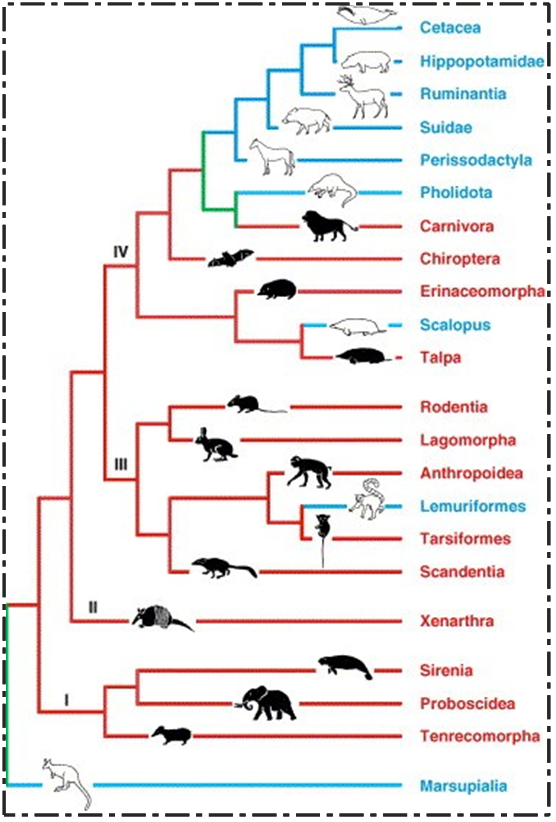 Cetacea
Hippopotamidae
Ruminantia
Suidae
Perissodactyla
Pholidota
Carnivora
IV
Chiroptera
Erinaceomorpha
Scalopus
Talpa
Rodentia
Lagomorpha
III
Anthropoidea
Lemuriformes
Tarsiformes
Scandentia
II
Xenarthra
Sirenia
I
Proboscidea
Tenrecomorpha
Marsupialia